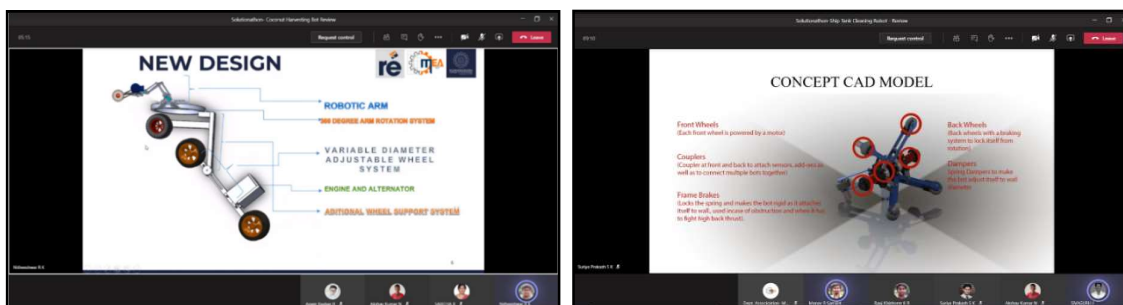 Solutionathon- Coconut Harvesting Bot Review
05:15
Request control
Leave
NEW DESIGN
ROBOTIC ARM
360 DEGREE ARM ROTATION SYSTEM
VARIABLE DIAMETER
ADJUSTABLE WHEEL
SYSTEM
ENGINE AND ALTERNATOR
ADITIONAL WHEEL SUPPORT SYSTEM
Solutionathon- Ship Tank Cleaning Robot - Review
Request control
Leave
CONCEPT CAD MODEL
Front Wheels
(Each front wheel is powered by a motor)
Couplers
(Coupler at front and back to attach sensors, add-ons as
well as to connect multiple bots together)
Frame Brakes
(Locks the spring and makes the bot rigid as it attaches
itself to wall, used incase of obstruction and when it has
to fight high back thrust).
Back Wheels
(Back wheels with a braking
system to lock itself from
rotation)
Dampers
Spring Dampers to make
the bot adjust itself to wall
diameter
Suriya Prakash S K